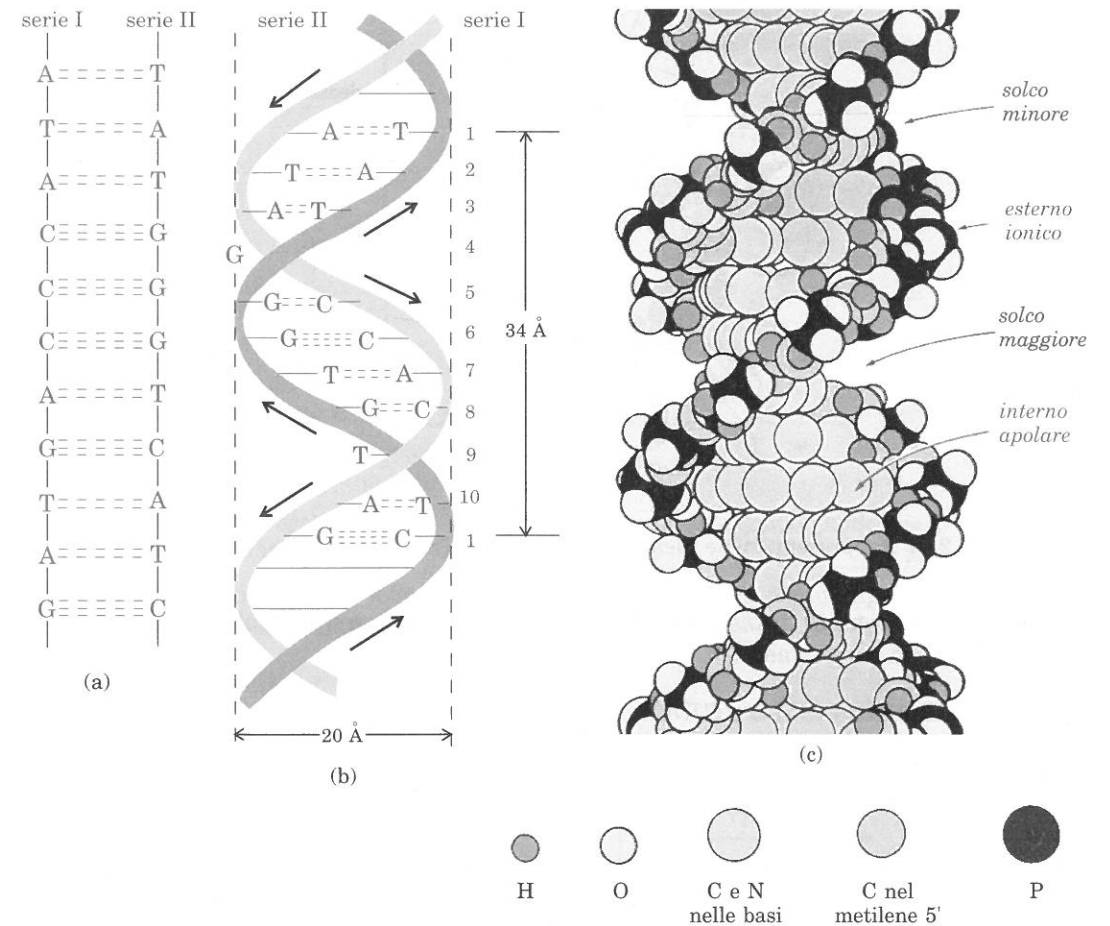 serie I serie II
A T
T A
A T
C G
C G
C G
A T
G C
T A
A T
G C
(a)
serie II serie I
A T 1
T A 2
A T 3
G 4
G C 5
G C 6
T A 7
G C 8
T 9
A T 10
G C 1
34 Å
20 Å
(b)
solco
minore
esterno
ionico
solco
maggiore
interno
apolare
(c)
H
O
C e N
nelle basi
C nel
metilene 5'
P